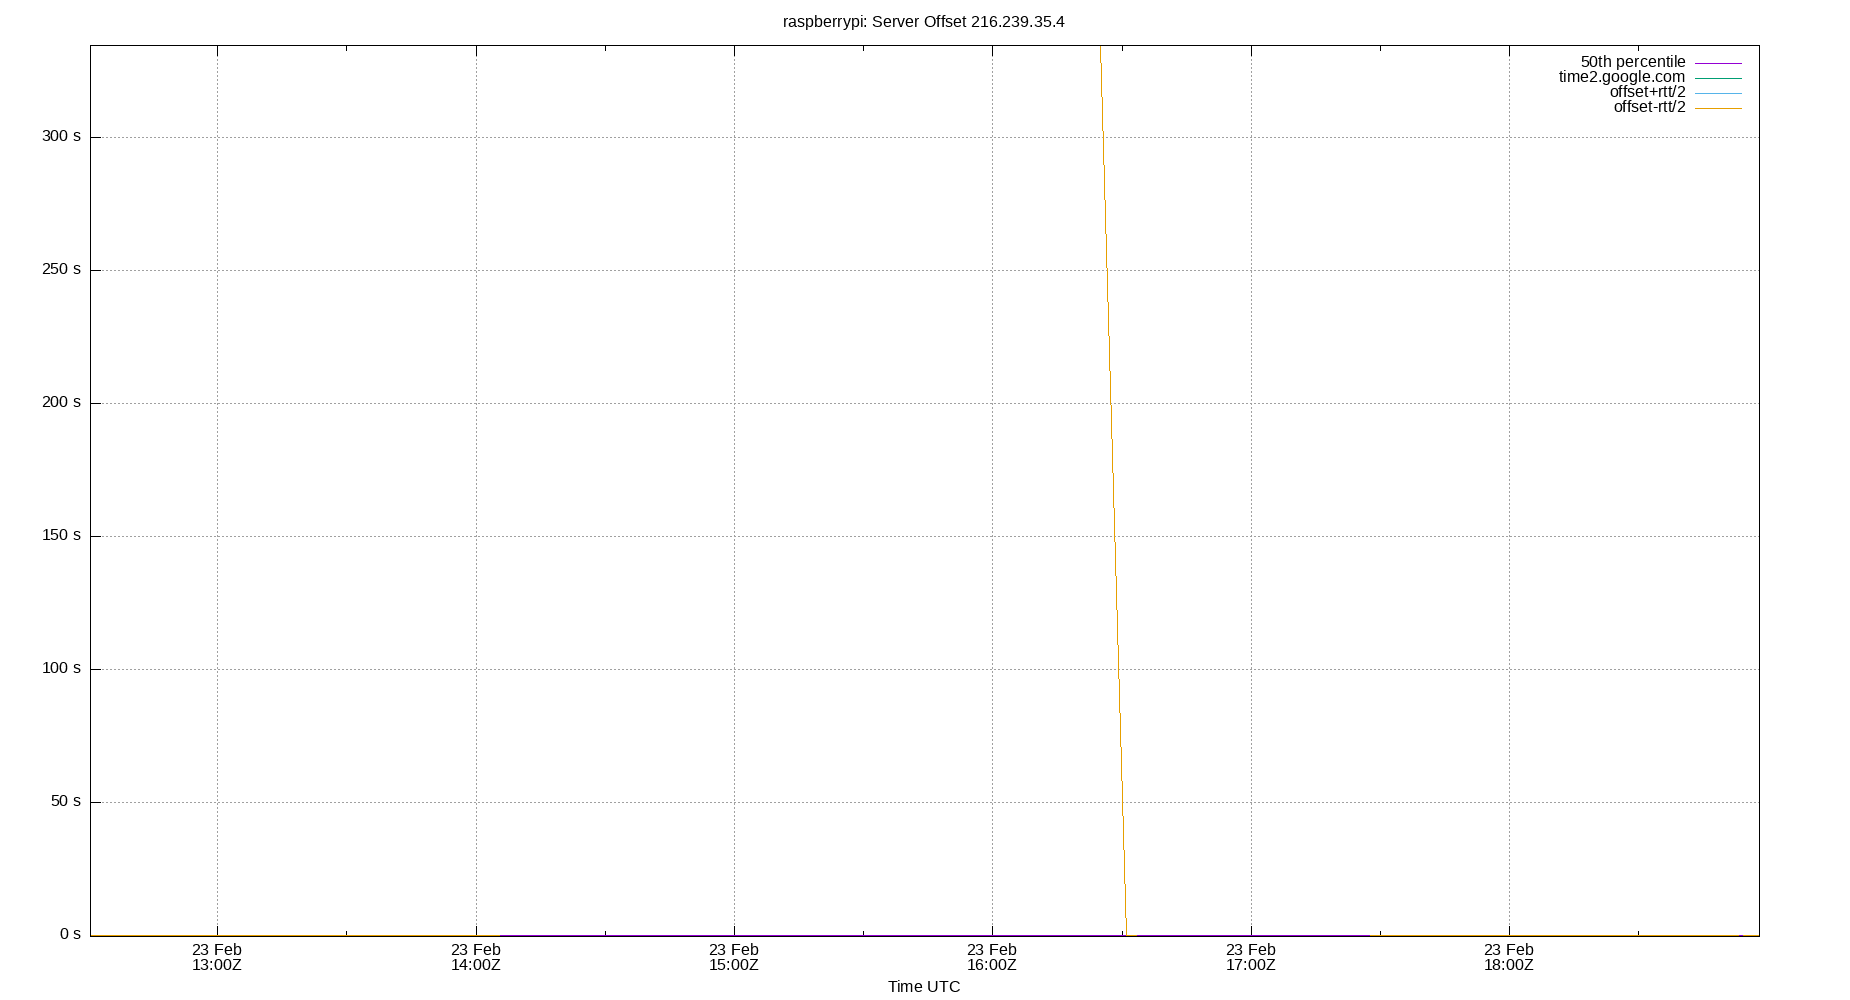 raspberrypi: Server Offset 216.239.35.4
50th percentile
time2.google.com
offset+rtt/2
offset-rtt/2
300 s
250 s
200 s
150 s
100 s
50 s
0 s
23 Feb 23 Feb 23 Feb 23 Feb 23 Feb 23 Feb
13:00Z 14:00Z 15:00Z 16:00Z 17:00Z 18:00Z
Time UTC